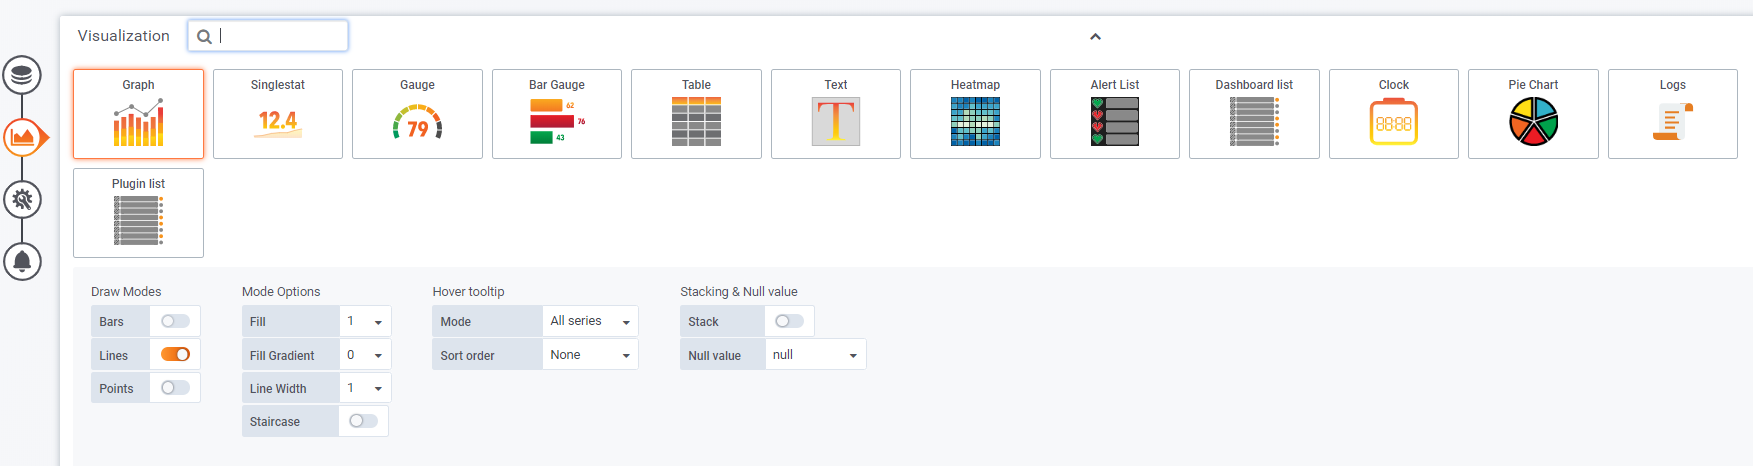 Visualization
Graph Singlestat Gauge Bar Gauge Table Text Heatmap Alert List Dashboard list Clock Pie Chart Logs
12.4 79 62 76 43 T 88:88
Plugin list
Draw Modes Mode Options Hover tooltip Stacking & Null value
Bars Fill 1 Mode All series Stack
Lines Fill Gradient 0 Sort order None Null value null
Points Line Width 1
Staircase